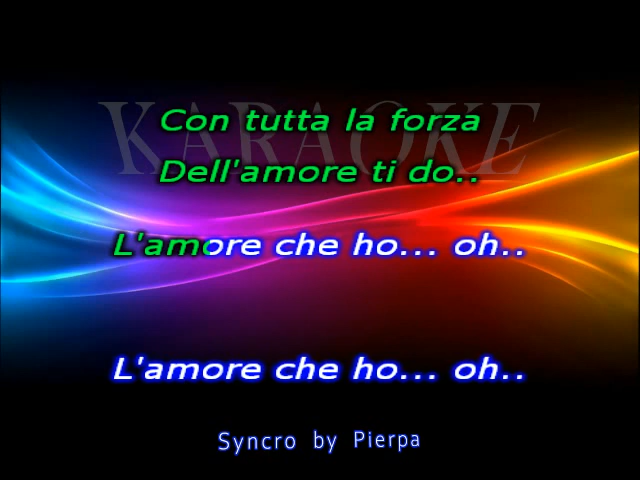 KARAOKE
Con tutta la forza
Dell'amore ti do..
L'amore che ho... oh..
L'amore che ho... oh..
Syncro by Pierpa